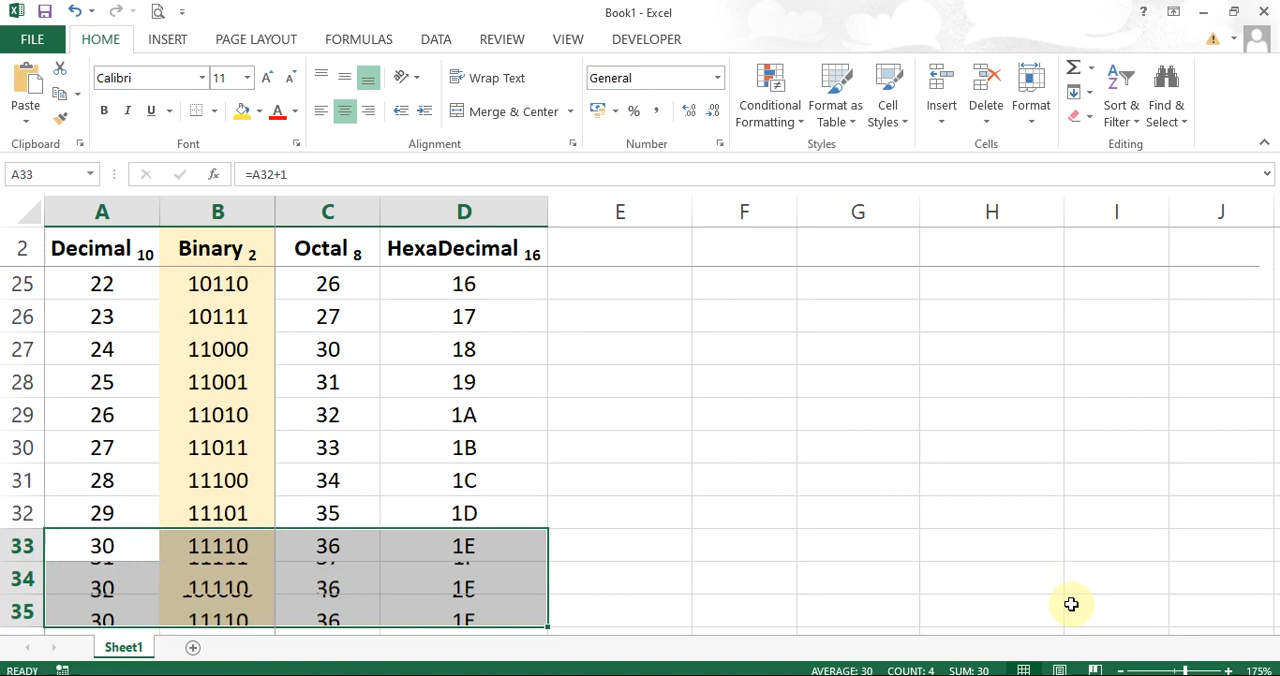 Book1 - Excel
FILE HOME INSERT PAGE LAYOUT FORMULAS DATA REVIEW VIEW DEVELOPER
Calibri 11 Wrap Text General
Paste B I U A Merge & Center % , Conditional Formatting Format as Table Cell Styles Insert Delete Format Sort & Filter Find & Select
Clipboard Font Alignment Number Styles Cells Editing
A33 fx =A32+1
A B C D E F G H I J
2 Decimal 10 Binary 2 Octal 8 HexaDecimal 16
25 22 10110 26 16
26 23 10111 27 17
27 24 11000 30 18
28 25 11001 31 19
29 26 11010 32 1A
30 27 11011 33 1B
31 28 11100 34 1C
32 29 11101 35 1D
33 30 11110 36 1E
34 30 11110 36 1E
35 30 11110 36 1E
Sheet1
READY AVERAGE: 30 COUNT: 4 SUM: 30 175%